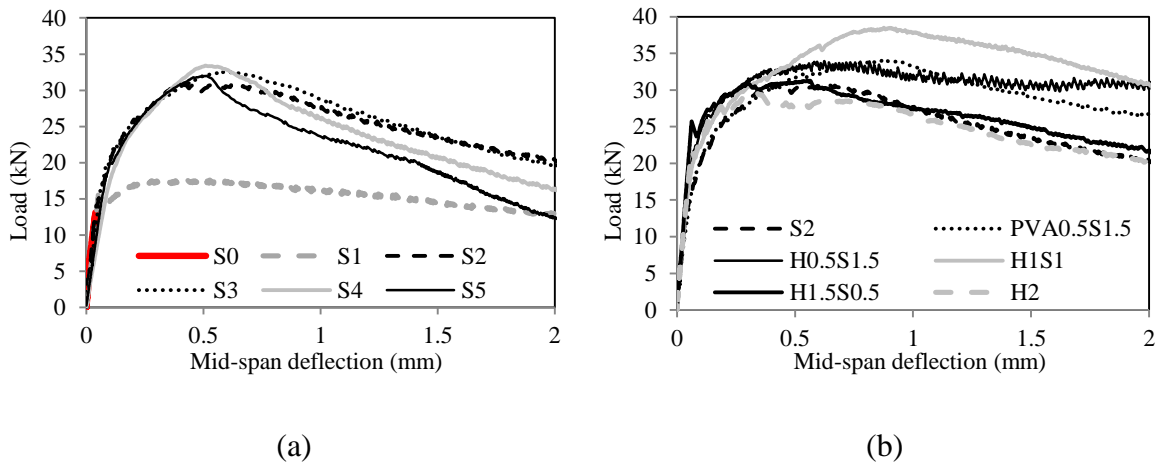 40
35
30
25
20
15
10
5
0
Load (kN)
S0 S1 S2
S3 S4 S5
0 0.5 1 1.5 2
Mid-span deflection (mm)
(a)
40
35
30
25
20
15
10
5
0
Load (kN)
S2 PVA0.5S1.5
H0.5S1.5 H1S1
H1.5S0.5 H2
0 0.5 1 1.5 2
Mid-span deflection (mm)
(b)